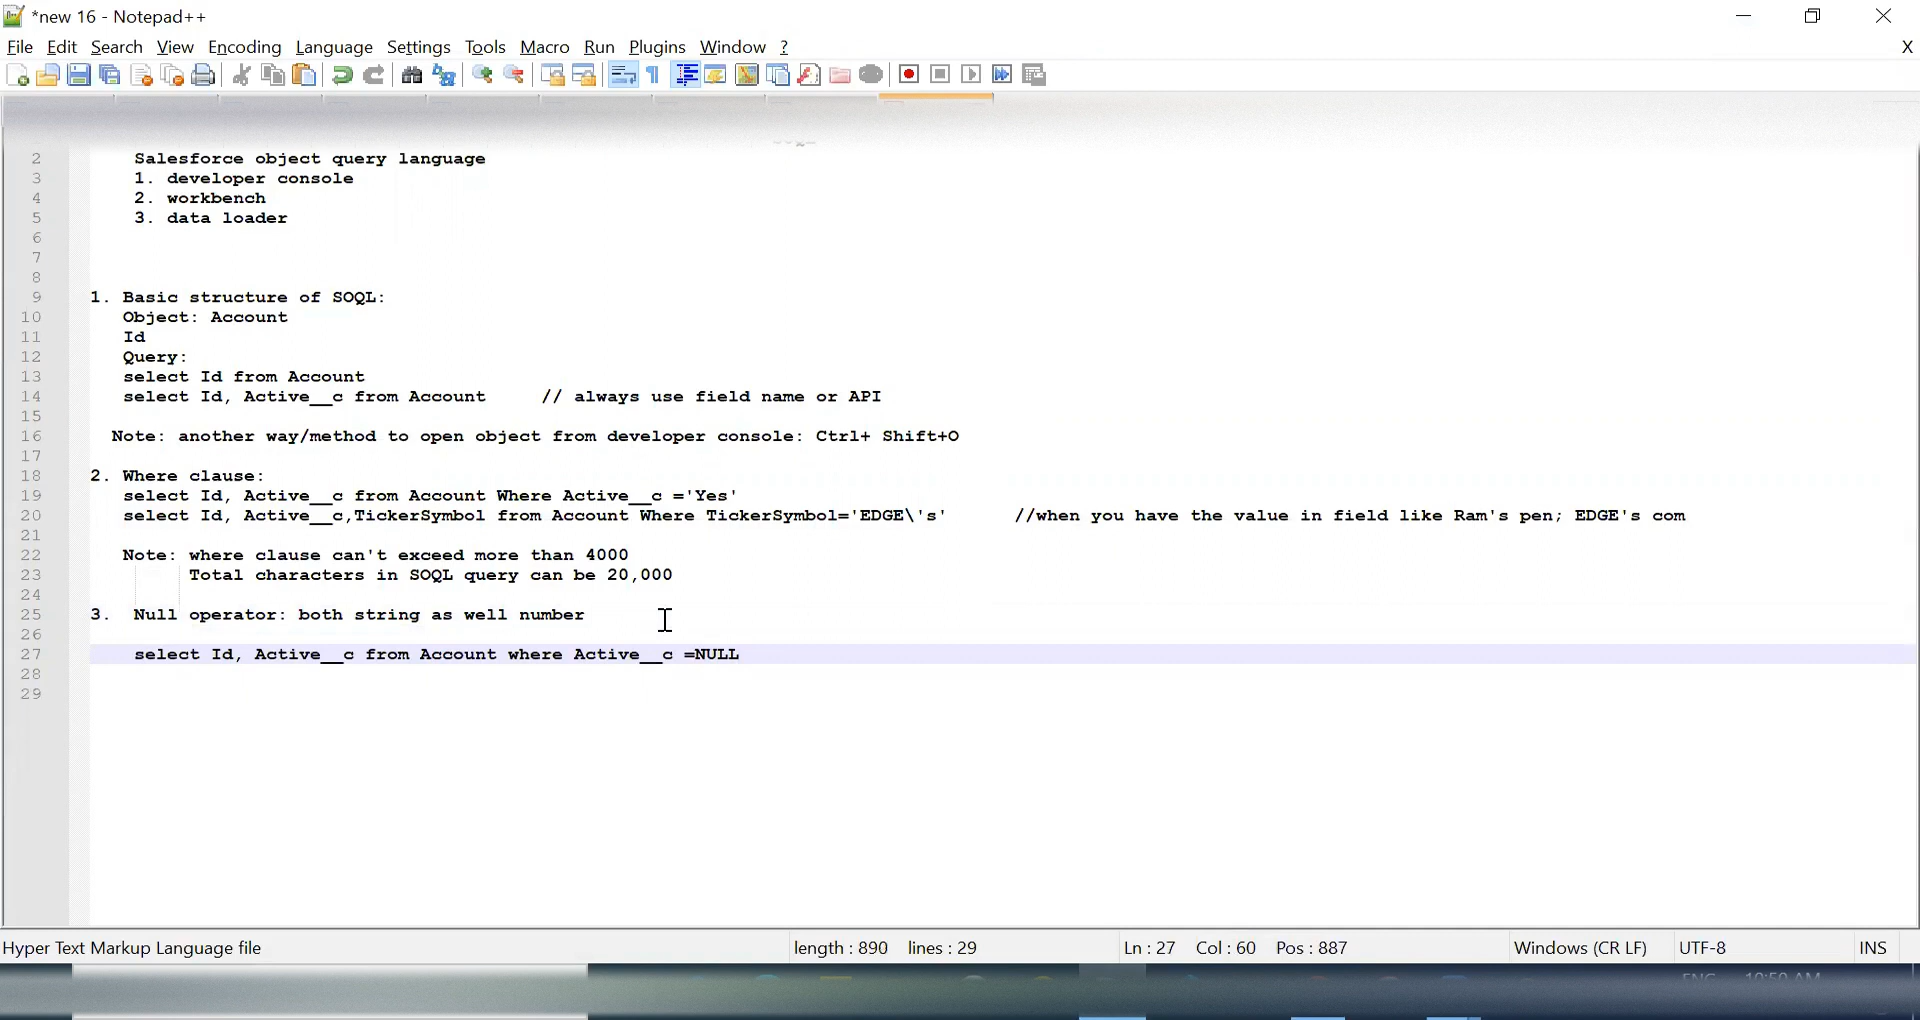 *new 16 - Notepad++
File Edit Search View Encoding Language Settings Tools Macro Run Plugins Window ? X
2 Salesforce object query language
3 1. developer console
4 2. workbench
5 3. data loader
6
7
8
9 1. Basic structure of SOQL:
10 Object: Account
11 Id
12 Query:
13 select Id from Account
14 select Id, Active__c from Account // always use field name or API
15
16 Note: another way/method to open object from developer console: Ctrl+ Shift+O
17
18 2. Where clause:
19 select Id, Active__c from Account Where Active__c ='Yes'
20 select Id, Active__c,TickerSymbol from Account Where TickerSymbol='EDGE\'s' //when you have the value in field like Ram's pen; EDGE's com
21
22 Note: where clause can't exceed more than 4000
23 Total characters in SOQL query can be 20,000
24
25 3. Null operator: both string as well number
26
27 select Id, Active__c from Account where Active__c =NULL
28
29
Hyper Text Markup Language file length : 890 lines : 29 Ln : 27 Col : 60 Pos : 887 Windows (CR LF) UTF-8 INS